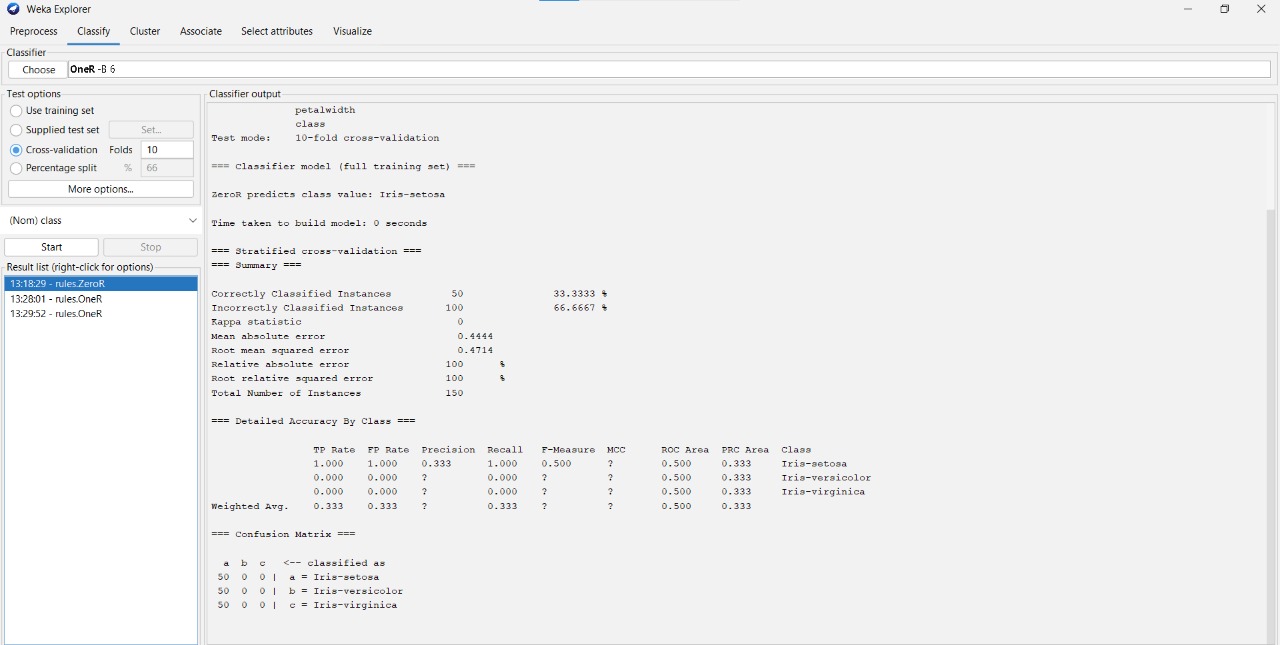 Weka Explorer
Preprocess Classify Cluster Associate Select attributes Visualize
Classifier
Choose OneR -B 6
Test options
Use training set
Supplied test set Set...
Cross-validation Folds 10
Percentage split % 66
More options...
(Nom) class
Start Stop
Result list (right-click for options)
13:18:29 - rules.ZeroR
13:28:01 - rules.OneR
13:29:52 - rules.OneR
Classifier output
petalwidth
class
Test mode: 10-fold cross-validation
=== Classifier model (full training set) ===
ZeroR predicts class value: Iris-setosa
Time taken to build model: 0 seconds
=== Stratified cross-validation ===
=== Summary ===
Correctly Classified Instances 50 33.3333 %
Incorrectly Classified Instances 100 66.6667 %
Kappa statistic 0
Mean absolute error 0.4444
Root mean squared error 0.4714
Relative absolute error 100 %
Root relative squared error 100 %
Total Number of Instances 150
=== Detailed Accuracy By Class ===
TP Rate FP Rate Precision Recall F-Measure MCC ROC Area PRC Area Class
1.000 1.000 0.333 1.000 0.500 ? 0.500 0.333 Iris-setosa
0.000 0.000 ? 0.000 ? ? 0.500 0.333 Iris-versicolor
0.000 0.000 ? 0.000 ? ? 0.500 0.333 Iris-virginica
Weighted Avg. 0.333 0.333 ? 0.333 ? ? 0.500 0.333
=== Confusion Matrix ===
a b c <-- classified as
50 0 0 | a = Iris-setosa
50 0 0 | b = Iris-versicolor
50 0 0 | c = Iris-virginica